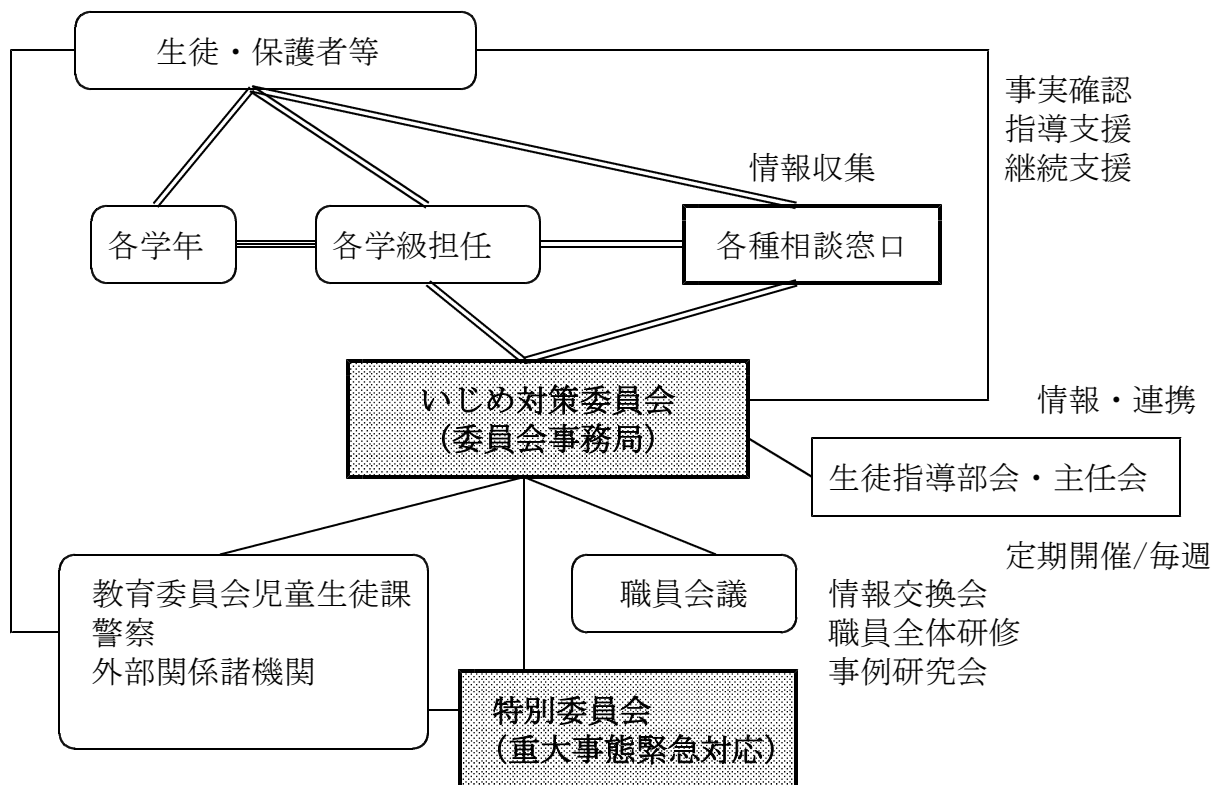 生徒・保護者等
事実確認
指導支援
継続支援
情報収集
各学年
各学級担任
各種相談窓口
いじめ対策委員会
(委員会事務局)
情報・連携
生徒指導部会・主任会
定期開催/毎週
教育委員会児童生徒課
警察
外部関係諸機関
職員会議
情報交換会
職員全体研修
事例研究会
特別委員会
(重大事態緊急対応)